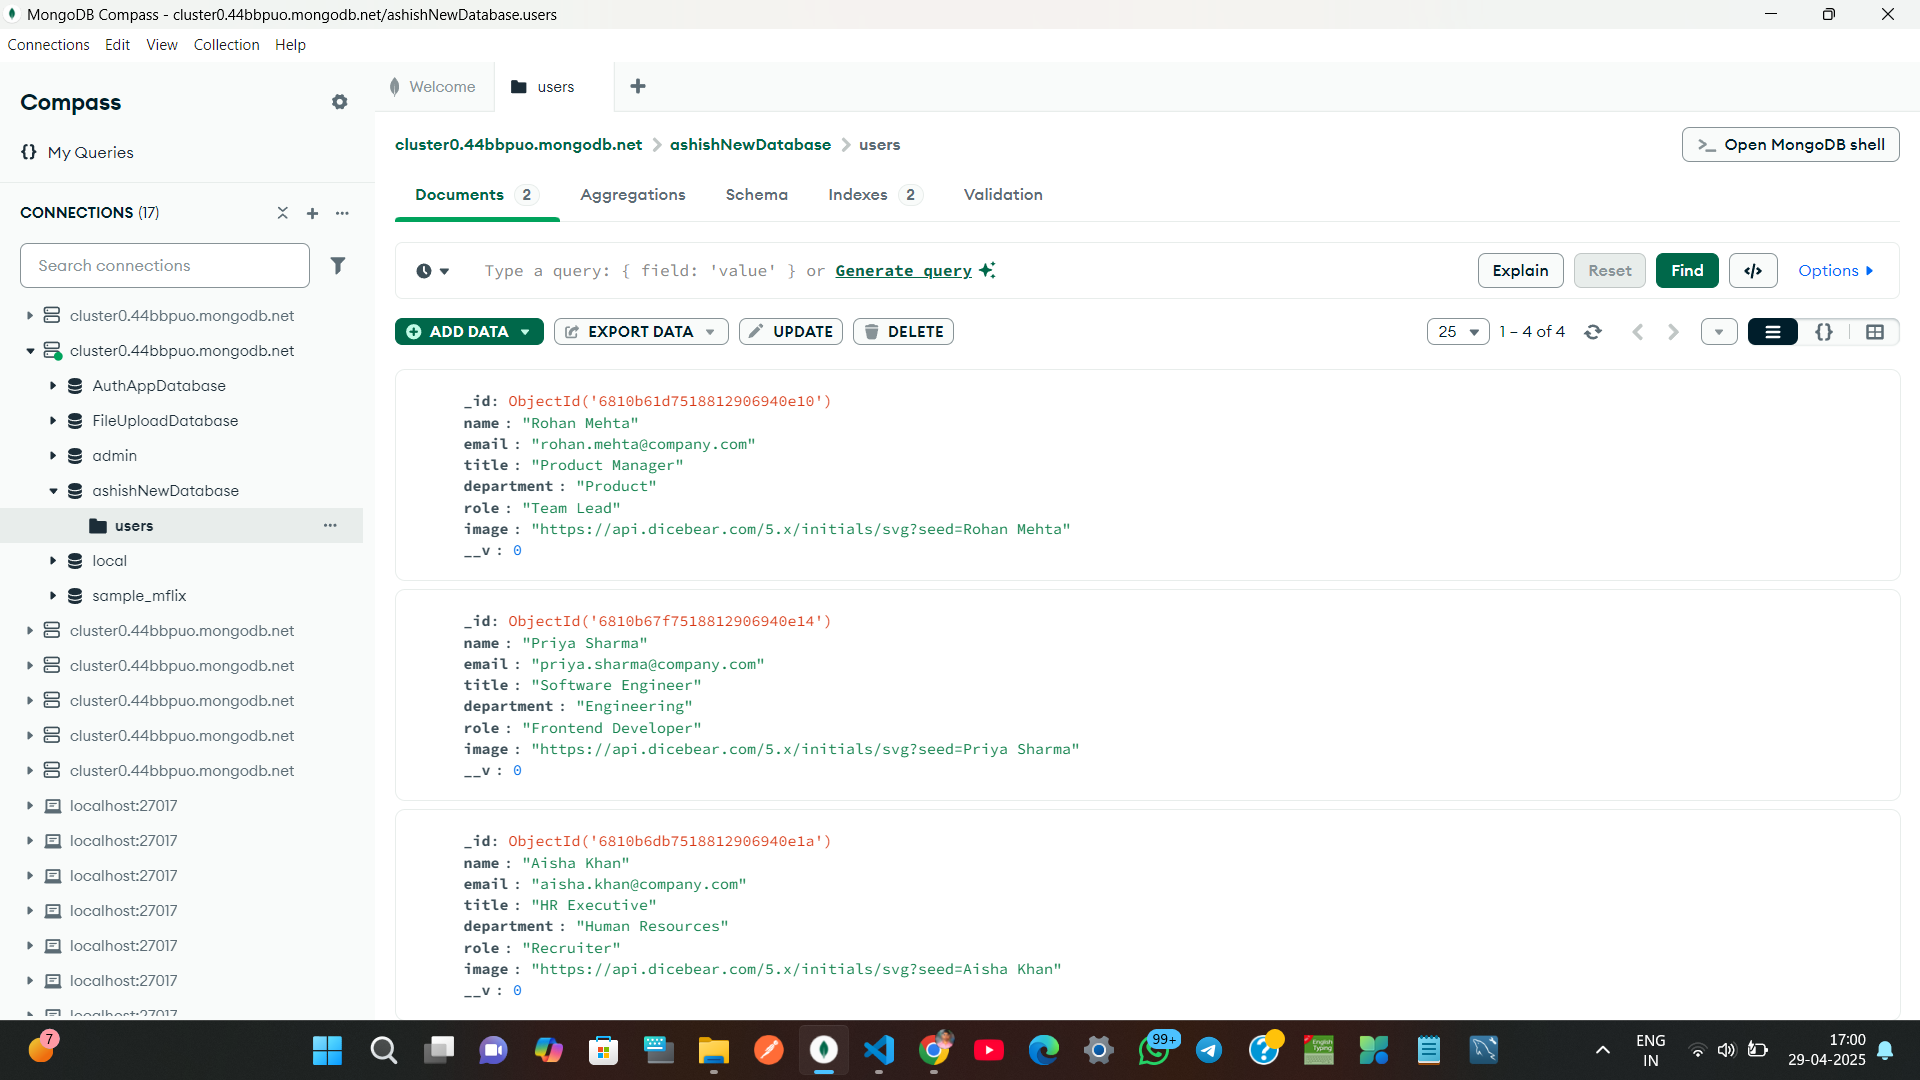 MongoDB Compass - cluster0.44bbpuo.mongodb.net/ashishNewDatabase.users
Connections Edit View Collection Help
Compass
{} My Queries
CONNECTIONS (17)
Search connections
cluster0.44bbpuo.mongodb.net
cluster0.44bbpuo.mongodb.net
AuthAppDatabase
FileUploadDatabase
admin
ashishNewDatabase
users
local
sample_mflix
cluster0.44bbpuo.mongodb.net
cluster0.44bbpuo.mongodb.net
cluster0.44bbpuo.mongodb.net
cluster0.44bbpuo.mongodb.net
cluster0.44bbpuo.mongodb.net
localhost:27017
localhost:27017
localhost:27017
localhost:27017
localhost:27017
localhost:27017
localhost:27017
Welcome users
cluster0.44bbpuo.mongodb.net > ashishNewDatabase > users
>_ Open MongoDB shell
Documents 2 Aggregations Schema Indexes 2 Validation
Type a query: { field: 'value' } or Generate query
Explain Reset Find </> Options
ADD DATA EXPORT DATA UPDATE DELETE
25 1 – 4 of 4 {}
_id: ObjectId('6810b61d7518812906940e10')
name : "Rohan Mehta"
email : "rohan.mehta@company.com"
title : "Product Manager"
department : "Product"
role : "Team Lead"
image : "https://api.dicebear.com/5.x/initials/svg?seed=Rohan Mehta"
__v : 0
_id: ObjectId('6810b67f7518812906940e14')
name : "Priya Sharma"
email : "priya.sharma@company.com"
title : "Software Engineer"
department : "Engineering"
role : "Frontend Developer"
image : "https://api.dicebear.com/5.x/initials/svg?seed=Priya Sharma"
__v : 0
_id: ObjectId('6810b6db7518812906940e1a')
name : "Aisha Khan"
email : "aisha.khan@company.com"
title : "HR Executive"
department : "Human Resources"
role : "Recruiter"
image : "https://api.dicebear.com/5.x/initials/svg?seed=Aisha Khan"
__v : 0
7
99+
English Typing
ENG
IN
17:00
29-04-2025